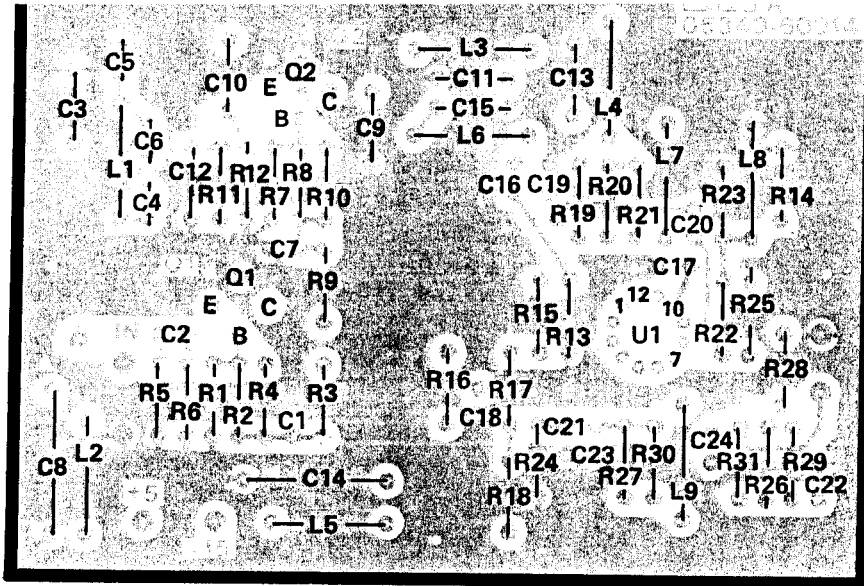 C5 C10 Q2 L3 C13
E C C11
C3 B C15 L4
C6 C9 L6 L7 L8
L1 C12 R12 R8 C16 C19 R20 R23 R14
C4 R11 R7 R10 R19 R21 C20
C7 C17
Q1 R9
E C 1 12 10 R25
C2 B R15 R13 U1 R22
7 R28
R5 R1 R4 R3 R16 R17
R6 R2 C1 C18 C21
C8 L2 C23 R30 C24
R24 R31 R29
C14 R27 R26 C22
L5 R18 L9